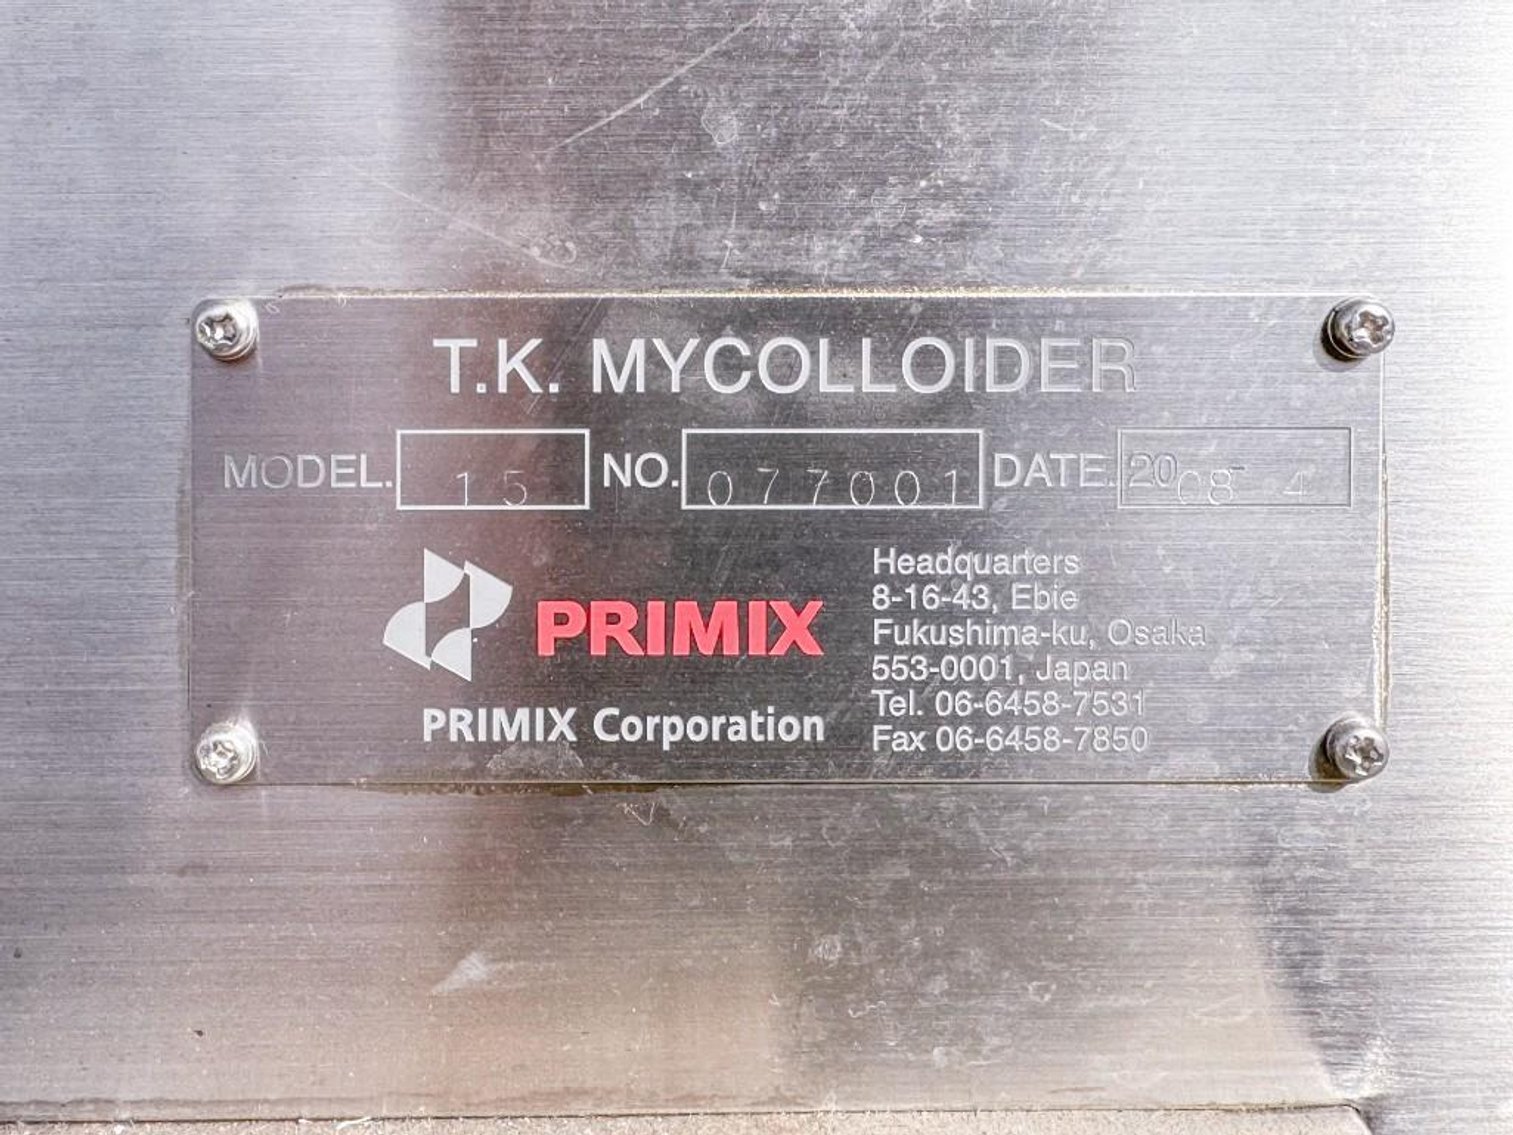 T.K. MYCOLLOIDER
MODEL. 15 NO. 077001 DATE. 2008- 4
PRIMIX
PRIMIX Corporation
Headquarters
8-16-43, Ebie
Fukushima-ku, Osaka
553-0001, Japan
Tel. 06-6458-7531
Fax 06-6458-7850